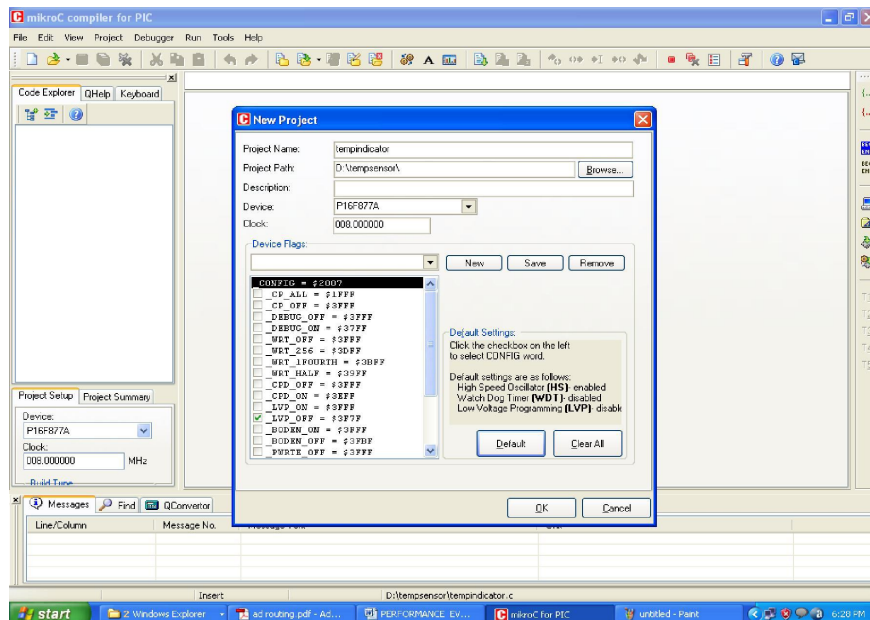 mikroC compiler for PIC
File Edit View Project Debugger Run Tools Help
Code Explorer QHelp Keyboard
New Project
Project Name: tempindicator
Project Path: D:\tempsensor\ Browse...
Description:
Device: P16F877A
Clock: 008.000000
Device Flags:
New Save Remove
_CONFIG = $2007
_CP_ALL = $1FFF
_CP_OFF = $3FFF
_DEBUG_OFF = $3FFF
_DEBUG_ON = $37FF
_WRT_OFF = $3FFF
_WRT_256 = $3DFF
_WRT_1FOURTH = $3BFF
_WRT_HALF = $39FF
_CPD_OFF = $3FFF
_CPD_ON = $3EFF
_LVP_ON = $3FFF
_LVP_OFF = $3F7F
_BODEN_ON = $3FFF
_BODEN_OFF = $3FBF
_PWRTE_OFF = $3FFF
Default Settings:
Click the checkbox on the left
to select CONFIG word.
Default settings are as follows:
High Speed Oscillator (HS)- enabled
Watch Dog Timer (WDT)- disabled
Low Voltage Programming (LVP)- disabl
Default Clear All
OK Cancel
Project Setup Project Summary
Device:
P16F877A
Clock:
008.000000 MHz
Build Type
Messages Find QConvertor
Line/Column Message No. Message Text Unit
Insert D:\tempsensor\tempindicator.c
start 2 Windows Explorer ad routing.pdf - Ad... PERFORMANCE EV... mikroC for PIC untitled - Paint 6:28 PM